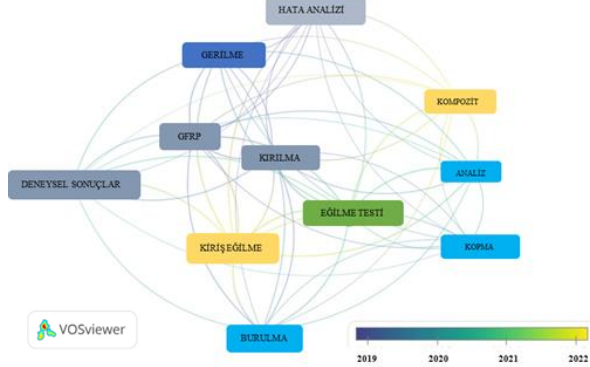 HATA ANALİZİ
GERİLME
KOMPOZİT
GFRP
KIRILMA
ANALİZ
DENEYSEL SONUÇLAR
EĞİLME TESTİ
KİRİŞ EĞİLME
KOPMA
VOSviewer
BURULMA
2019 2020 2021 2022